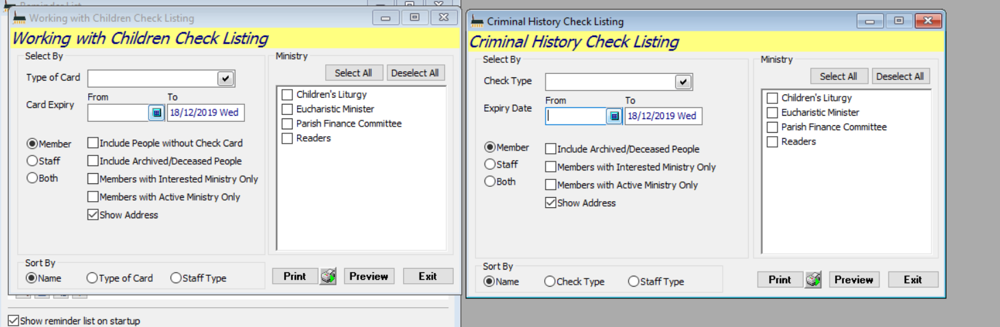 Reminder List
Working with Children Check Listing
Working with Children Check Listing
Select By
Type of Card
Card Expiry
From
To
18/12/2019 Wed
Member
Staff
Both
Include People without Check Card
Include Archived/Deceased People
Members with Interested Ministry Only
Members with Active Ministry Only
Show Address
Ministry
Select All
Deselect All
Children's Liturgy
Eucharistic Minister
Parish Finance Committee
Readers
Sort By
Name
Type of Card
Staff Type
Print
Preview
Exit
Show reminder list on startup
Criminal History Check Listing
Criminal History Check Listing
Select By
Check Type
Expiry Date
From
To
18/12/2019 Wed
Member
Staff
Both
Include Archived/Deceased People
Members with Interested Ministry Only
Members with Active Ministry Only
Show Address
Ministry
Select All
Deselect All
Children's Liturgy
Eucharistic Minister
Parish Finance Committee
Readers
Sort By
Name
Check Type
Staff Type
Print
Preview
Exit